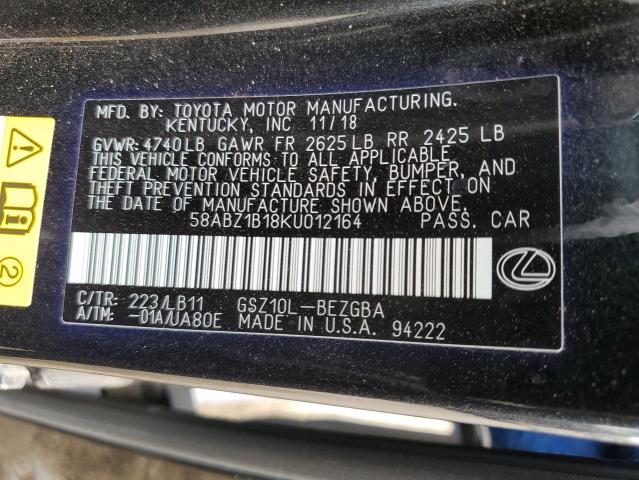 MFD. BY: TOYOTA MOTOR MANUFACTURING.
KENTUCKY, INC 11/18
GVWR: 4740LB GAWR FR 2625LB RR 2425 LB
THIS VEHICLE CONFORMS TO ALL APPLICABLE
FEDERAL MOTOR VEHICLE SAFETY, BUMPER, AND
THEFT PREVENTION STANDARDS IN EFFECT ON
THE DATE OF MANUFACTURE SHOWN ABOVE.
58ABZ1B18KU012164 PASS. CAR
C/TR: 223/LB11 GSZ10L-BEZGBA
A/TM: -01A/UA80E MADE IN U.S.A. 94222
2